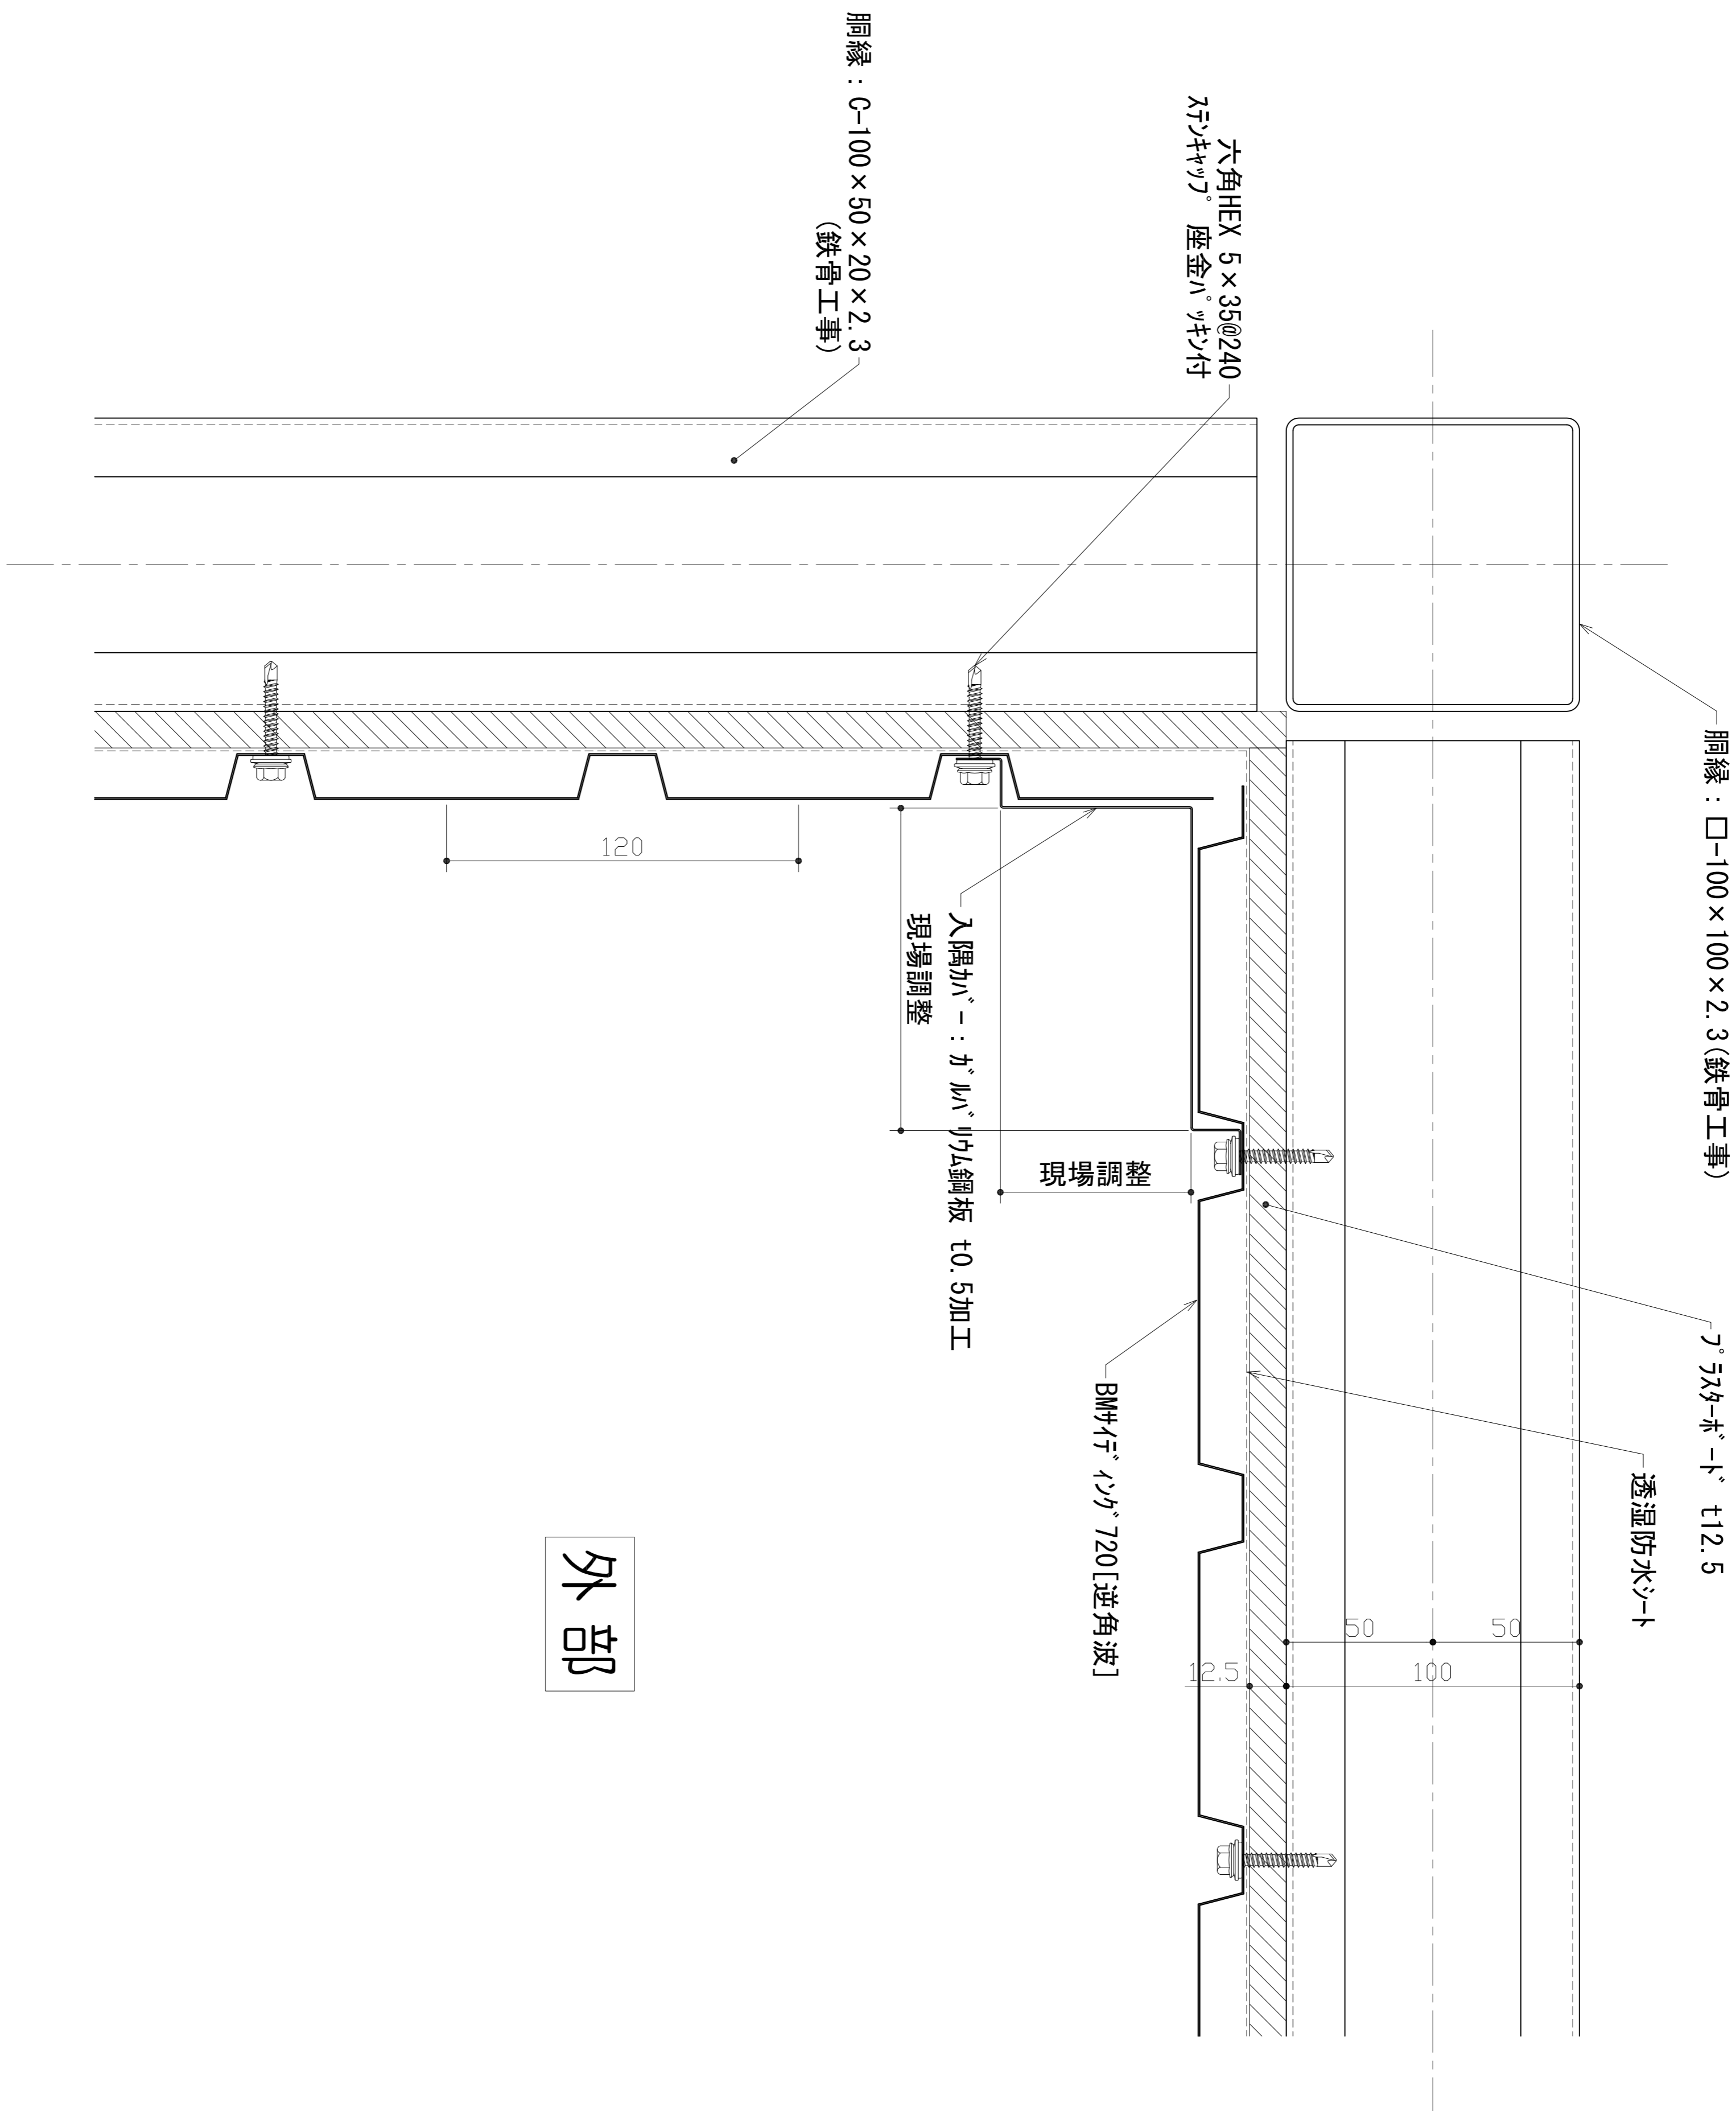 胴縁：□-100×100×2.3(鉄骨工事)
ﾌﾟﾗｽﾀｰﾎﾞｰﾄﾞ t12.5
透湿防水ｼｰﾄ
50
50
100
12.5
六角HEX 5×35@240
ｽﾃﾝｷｬｯﾌﾟ 座金ﾊﾟｯｷﾝ付
BMｻｲﾃﾞｨﾝｸﾞ720[逆角波]
現場調整
入隅ｶﾊﾞｰ：ｶﾞﾙﾊﾞﾘｳﾑ鋼板 t0.5加工
現場調整
胴縁：C-100×50×20×2.3
(鉄骨工事)
120
外部